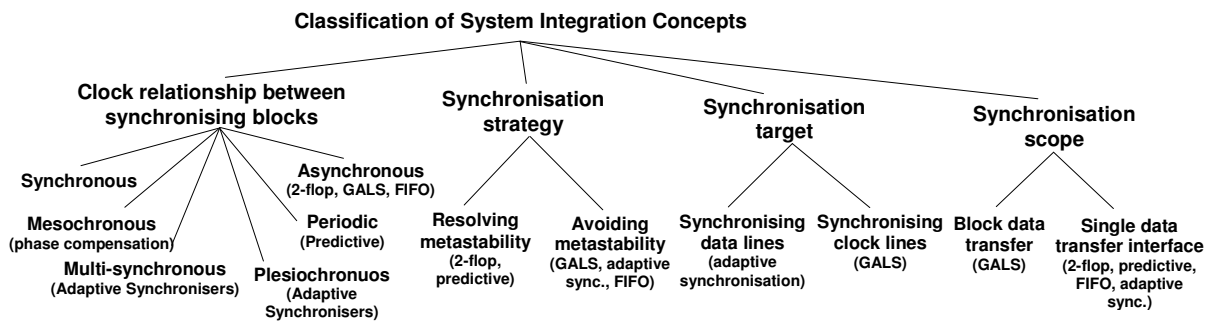 Classification of System Integration Concepts
Clock relationship between
synchronising blocks
Synchronous
Mesochronous
(phase compensation)
Multi-synchronous
(Adaptive Synchronisers)
Plesiochronuos
(Adaptive
Synchronisers)
Periodic
(Predictive)
Asynchronous
(2-flop, GALS, FIFO)
Synchronisation
strategy
Resolving
metastability
(2-flop,
predictive)
Avoiding
metastability
(GALS, adaptive
sync., FIFO)
Synchronisation
target
Synchronising
data lines
(adaptive
synchronisation)
Synchronising
clock lines
(GALS)
Synchronisation
scope
Block data
transfer
(GALS)
Single data
transfer interface
(2-flop, predictive,
FIFO, adaptive
sync.)